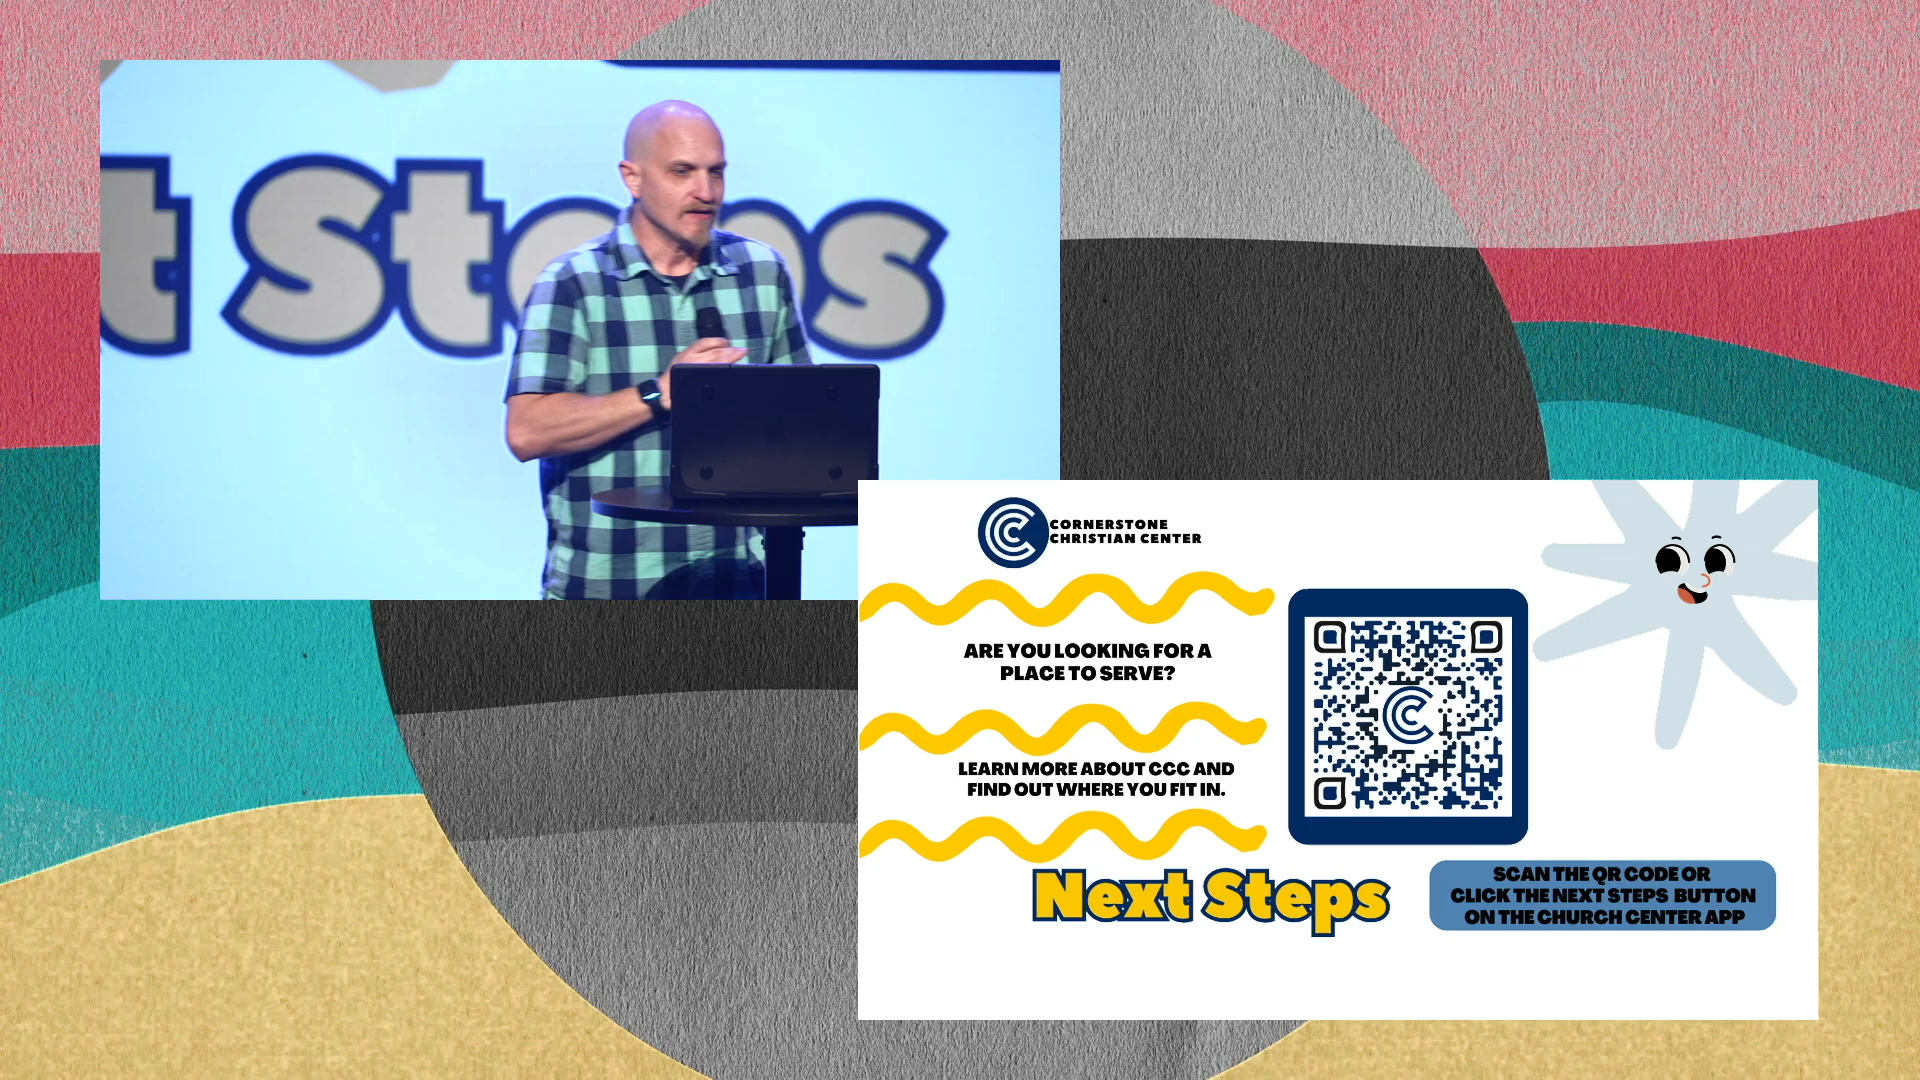 t Steps
CORNERSTONE
CHRISTIAN CENTER
ARE YOU LOOKING FOR A
PLACE TO SERVE?
LEARN MORE ABOUT CCC AND
FIND OUT WHERE YOU FIT IN.
Next Steps
SCAN THE QR CODE OR
CLICK THE NEXT STEPS BUTTON
ON THE CHURCH CENTER APP